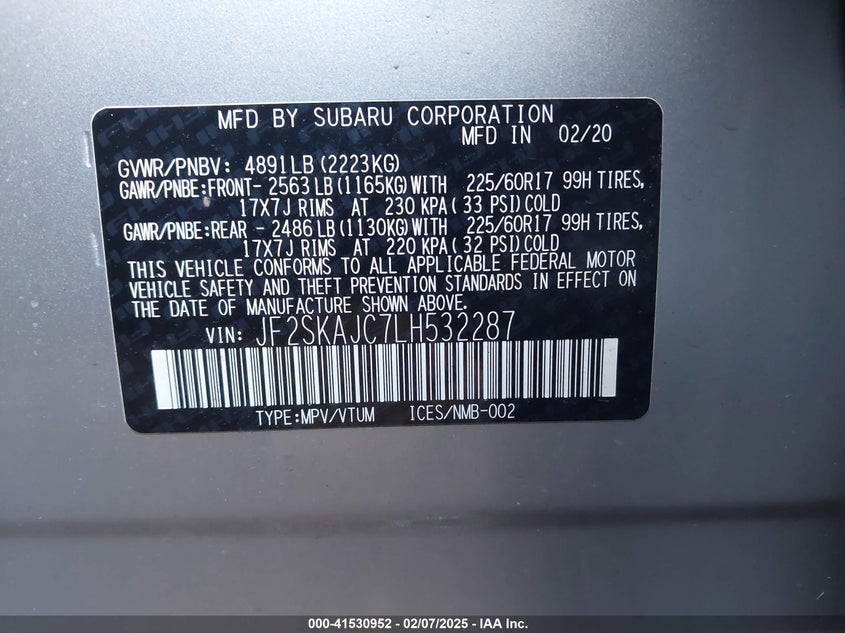 MFD BY SUBARU CORPORATION
MFD IN 02/20
GVWR/PNBV: 4891LB(2223KG)
GAWR/PNBE:FRONT- 2563LB(1165KG)WITH 225/60R17 99H TIRES,
17X7J RIMS AT 230 KPA( 33 PSI)COLD
GAWR/PNBE:REAR - 2486LB(1130KG)WITH 225/60R17 99H TIRES,
17X7J RIMS AT 220 KPA( 32 PSI)COLD
THIS VEHICLE CONFORMS TO ALL APPLICABLE FEDERAL MOTOR
VEHICLE SAFETY AND THEFT PREVENTION STANDARDS IN EFFECT ON
THE DATE OF MANUFACTURE SHOWN ABOVE.
VIN: JF2SKAJC7LH532287
TYPE:MPV/VTUM ICES/NMB-002
000-41530952 - 02/07/2025 - IAA Inc.